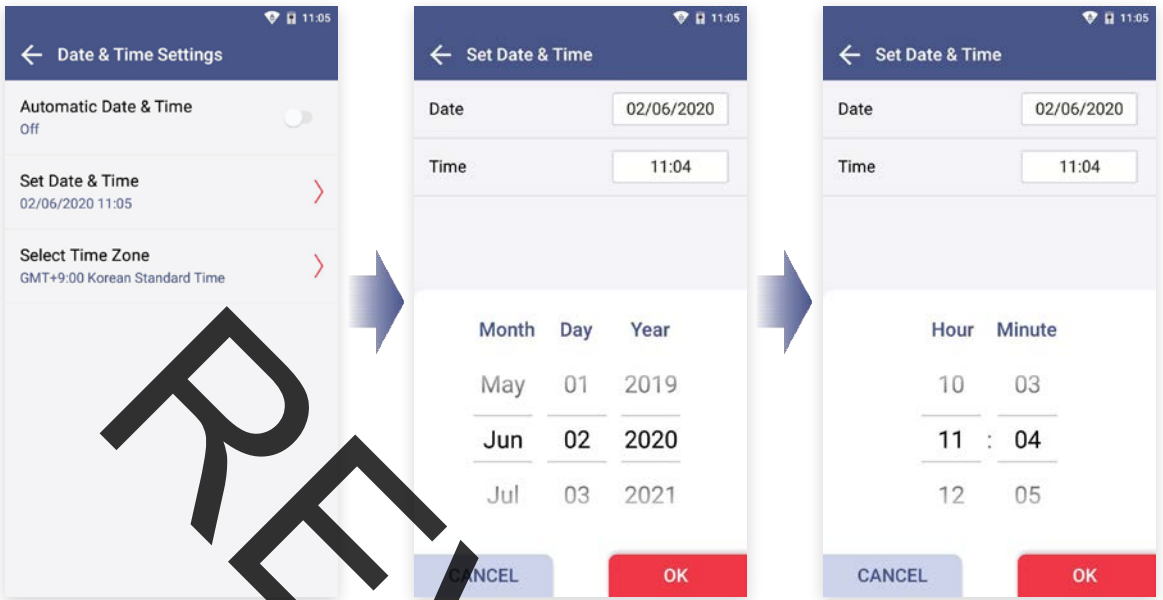 11:05
Date & Time Settings
Automatic Date & Time
Off
Set Date & Time
02/06/2020 11:05
Select Time Zone
GMT+9:00 Korean Standard Time
11:05
Set Date & Time
Date 02/06/2020
Time 11:04
Month Day Year
May 01 2019
Jun 02 2020
Jul 03 2021
CANCEL OK
11:05
Set Date & Time
Date 02/06/2020
Time 11:04
Hour Minute
10 03
11 : 04
12 05
CANCEL OK
RE